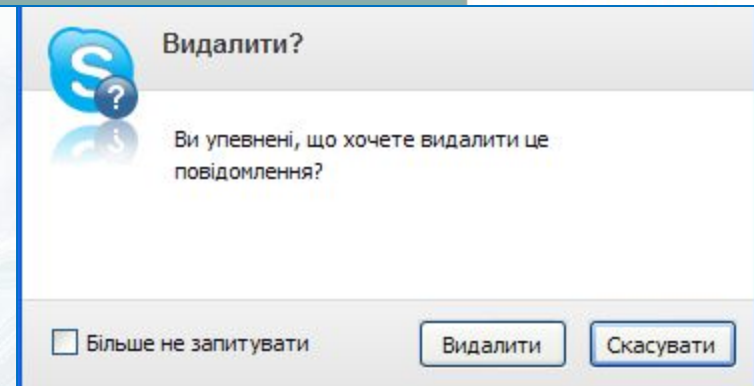 Видалити?
Ви упевнені, що хочете видалити це
повідомлення?
Більше не запитувати
Видалити
Скасувати